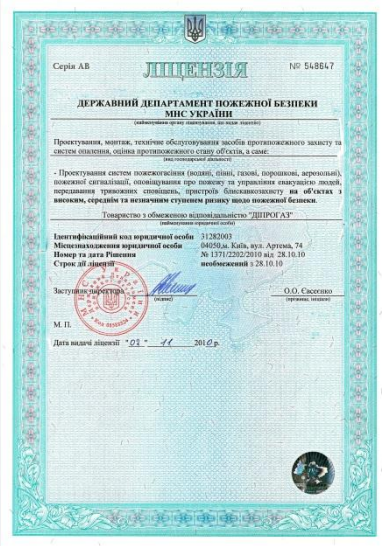 Серія АВ
№ 548647
ЛІЦЕНЗІЯ
ДЕРЖАВНИЙ ДЕПАРТАМЕНТ ПОЖЕЖНОЇ БЕЗПЕКИ
МНС УКРАЇНИ
(найменування органу ліцензування, що видав ліцензію)
Проектування, монтаж, технічне обслуговування засобів протипожежного захисту та
систем опалення, оцінка протипожежного стану об'єктів, а саме:
(вид господарської діяльності)
- Проектування систем пожежогасіння (водяні, пінні, газові, порошкові, аерозольні),
пожежної сигналізації, оповіщування про пожежу та управління евакуацією людей,
передавання тривожних сповіщень, пристроїв блискавкозахисту на об'єктах з
високим, середнім та незначним ступенем ризику щодо пожежної безпеки.
Товариство з обмеженою відповідальністю "ДІПРОГАЗ"
(найменування юридичної особи)
Ідентифікаційний код юридичної особи 31282003
Місцезнаходження юридичної особи 04050,м. Київ, вул. Артема, 74
Номер та дата Рішення № 1371/2202/2010 від 28.10.10
Строк дії ліцензії необмежений з 28.10.10
Заступник директора
О.О. Євсеєнко
(підпис)
(прізвище, ініціали)
М. П.
Дата видачі ліцензії "03" 11 2010р.